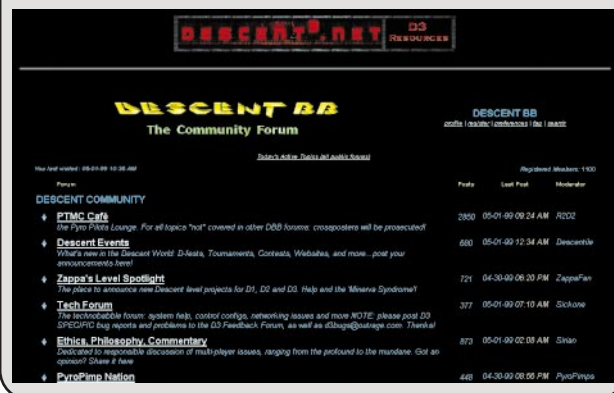 DESCENT³.NET
D3
RESOURCES
DESCENT BB
The Community Forum
DESCENT BB
profile | register | preferences | faq | search
Today's Active Topics (all public forums)
You last visited: 05-01-99 10:35 AM
Registered Members: 1100
Forum Posts Last Post Moderator
DESCENT COMMUNITY
PTMC Café 2850 05-01-99 09:24 AM R2D2
the Pyro Pilots Lounge. For all topics *not* covered in other DBB forums: crossposters will be prosecuted!
Descent Events 680 05-01-99 12:34 AM Descentile
What's new in the Descent World: D-fests, Tournaments, Contests, Websites, and more...post your
announcements here!
Zappa's Level Spotlight 721 04-30-99 06:20 PM ZappaFan
The place to announce new Descent level projects for D1, D2 and D3. Help end the 'Minerva Syndrome'!
Tech Forum 377 05-01-99 07:10 AM Sickone
The technobabble forum: system help, control configs, networking issues and more NOTE: please post D3
SPECIFIC bug reports and problems to the D3 Feedback Forum, as well as d3bugs@outrage.com. Thanks!
Ethics, Philosophy, Commentary 873 05-01-99 02:08 AM Sirian
Dedicated to responsible discussion of multi-player issues, ranging from the profound to the mundane. Got an
opinion? Share it here
PyroPimp Nation 448 04-30-99 08:56 PM PyroPimps